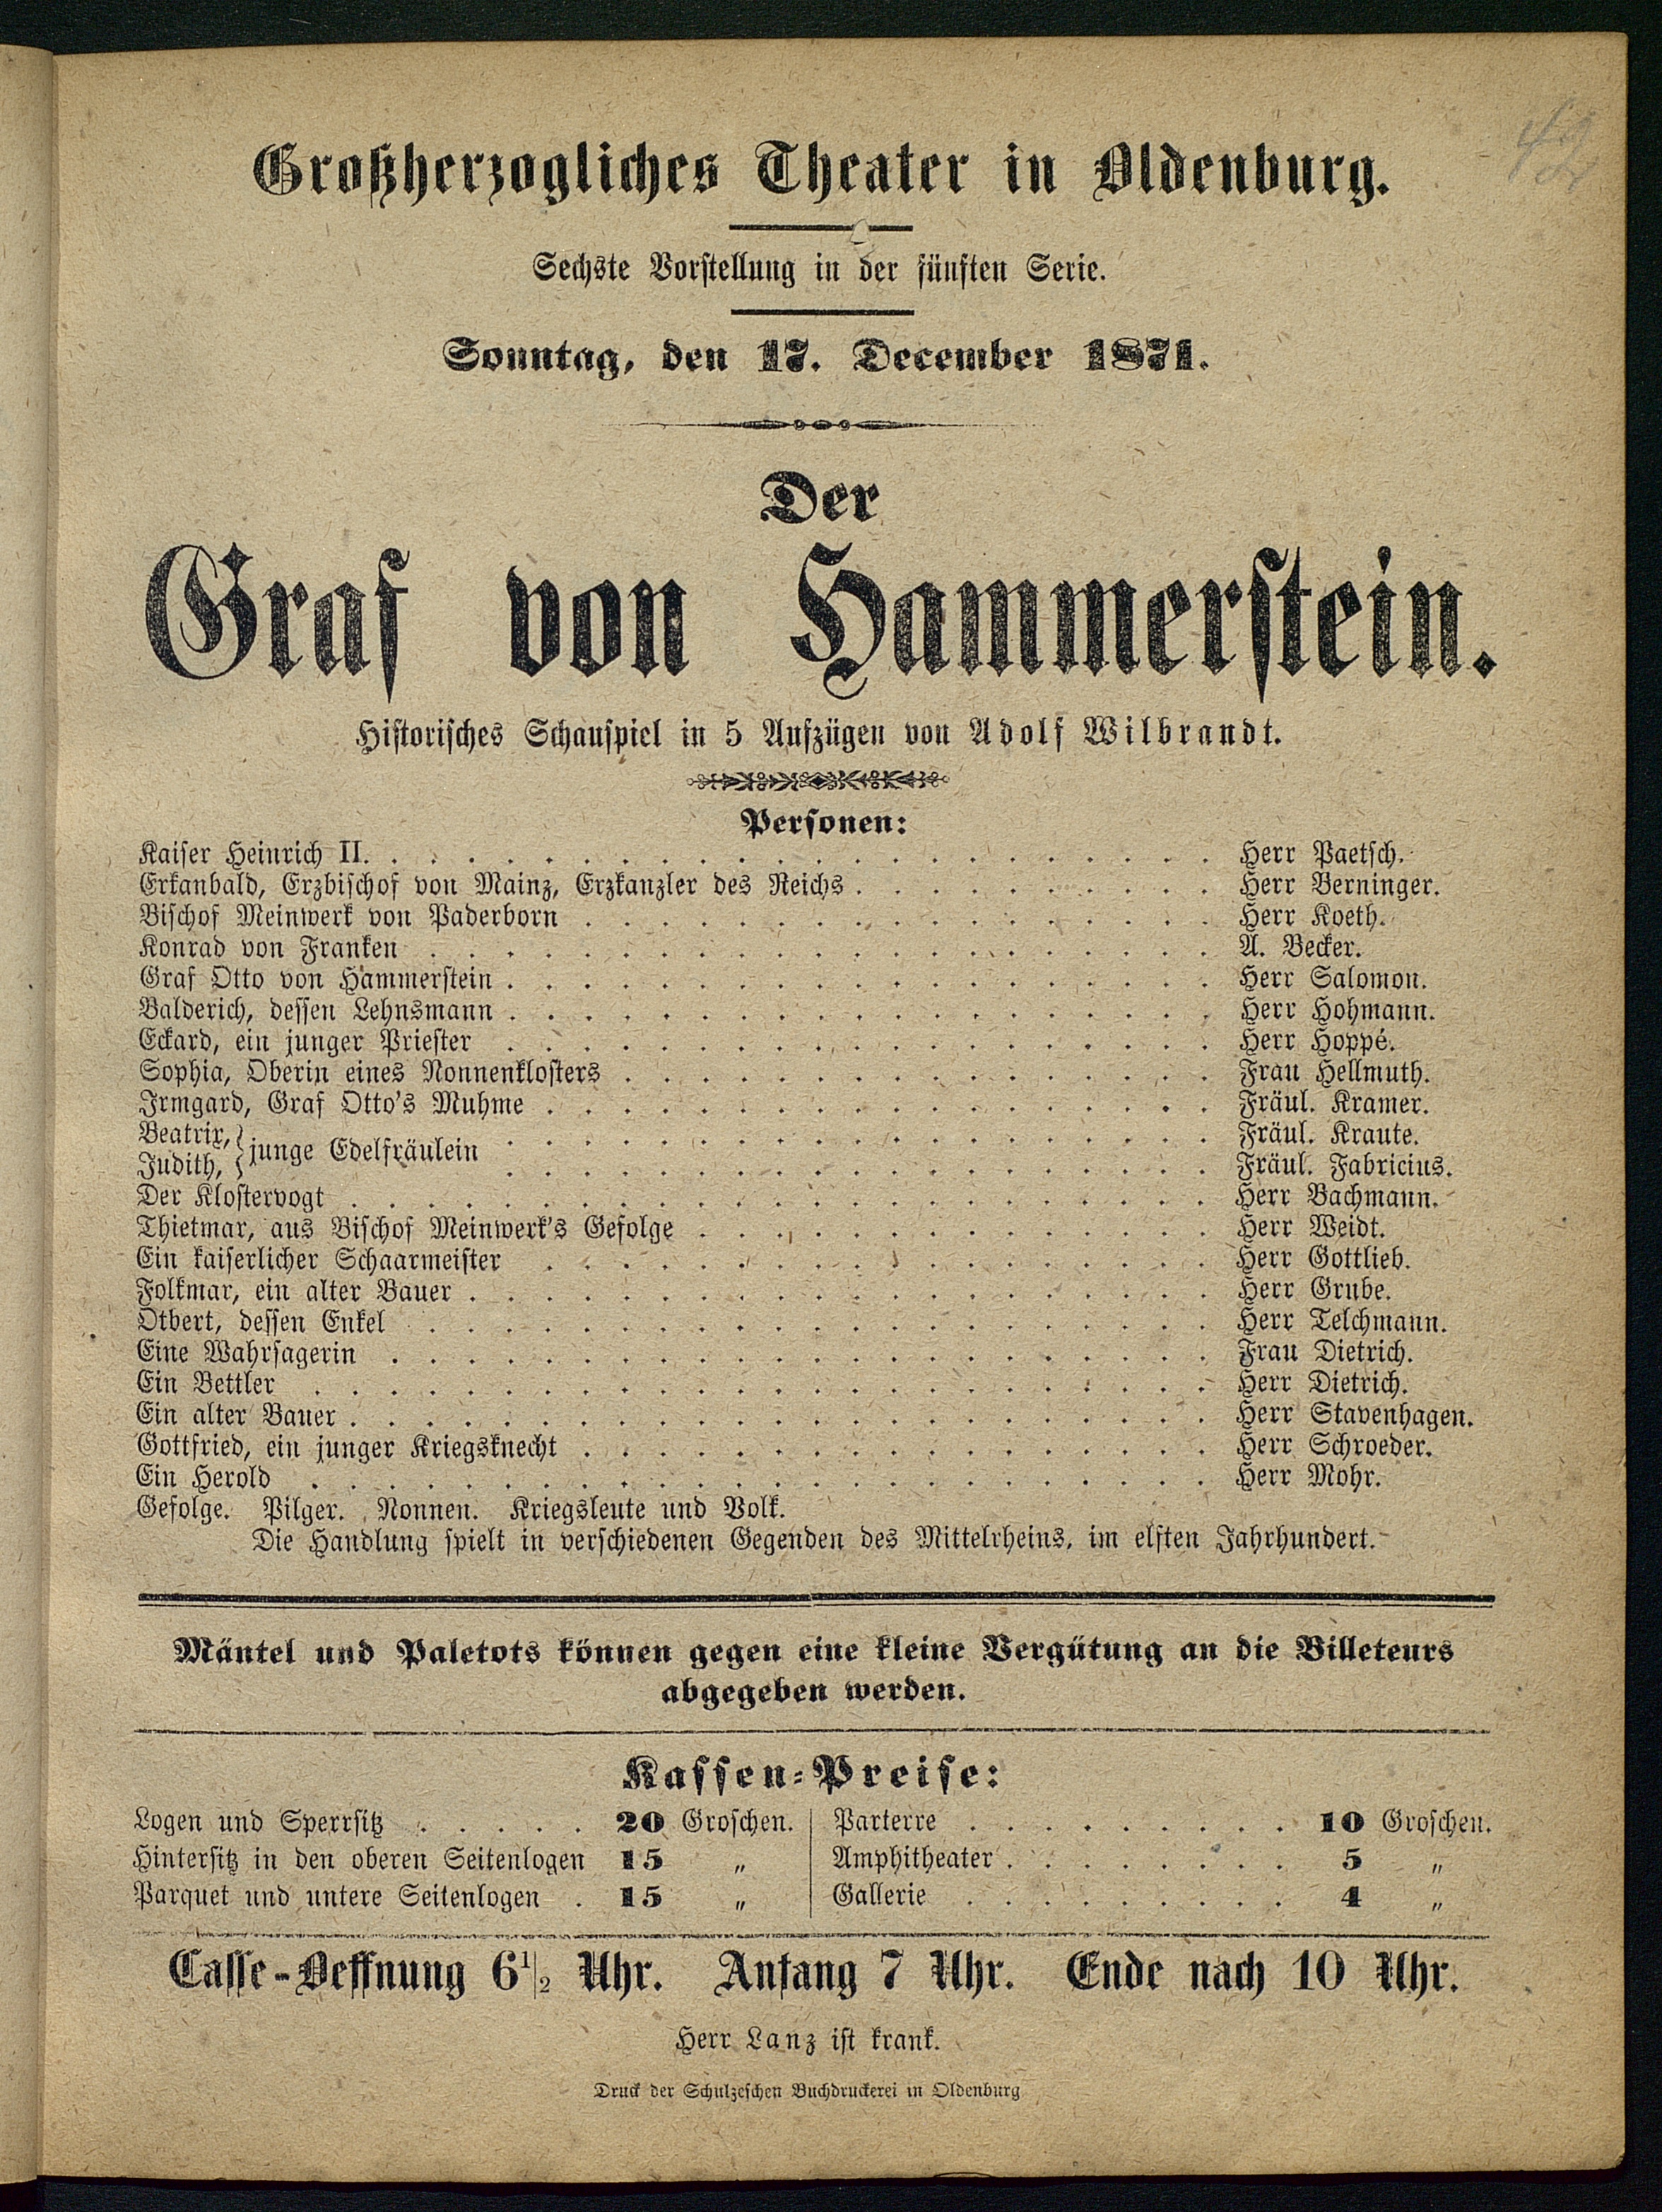 49
Großherzogliches Theater in Oldenburg.
Sechste Vorstellung in der fünften Serie.
Sonntag, den 17. December 1871.
Der
Graf von Hammerstein.
Historisches Schauspiel in 5 Aufzügen von Adolf Wilbrandt.
Personen:
Kaiser Heinrich II. . . . . . . . . . . . Herr Paetsch.
Erkanbald, Erzbischof von Mainz, Erzkanzler des Reichs . . . . . . . . . . Herr Berninger.
Bischof Meinwerk von Paderborn . . . . . . . . . . Herr Koeth.
Konrad von Franken . . . . . . . . . . A. Becker.
Graf Otto von Hammerstein . . . . . . . . . . Herr Salomon.
Balderich, dessen Lehnsmann . . . . . . . . . . Herr Hohmann.
Eckard, ein junger Priester . . . . . . . . . . Herr Hoppé.
Sophia, Oberin eines Nonnenklosters . . . . . . . . . . Frau Hellmuth.
Irmgard, Graf Otto's Muhme . . . . . . . . . . Fräul. Kramer.
Beatrix, } junge Edelfräulein . . . . . . . . . . Fräul. Kraute.
Judith, } . . . . . . . . . . Fräul. Fabricius.
Der Klostervogt . . . . . . . . . . Herr Bachmann.
Thietmar, aus Bischof Meinwerk's Gefolge . . . . . . . . . . Herr Weidt.
Ein kaiserlicher Schaarmeister . . . . . . . . . . Herr Gottlieb.
Folkmar, ein alter Bauer . . . . . . . . . . Herr Grube.
Otbert, dessen Enkel . . . . . . . . . . Herr Telchmann.
Eine Wahrsagerin . . . . . . . . . . Frau Dietrich.
Ein Bettler . . . . . . . . . . Herr Dietrich.
Ein alter Bauer . . . . . . . . . . Herr Stavenhagen.
Gottfried, ein junger Kriegsknecht . . . . . . . . . . Herr Schroeder.
Ein Herold . . . . . . . . . . Herr Mohr.
Gefolge. Pilger. Nonnen. Kriegsleute und Volk.
Die Handlung spielt in verschiedenen Gegenden des Mittelrheins, im elften Jahrhundert.
Mäntel und Paletots können gegen eine kleine Vergütung an die Billeteurs
abgegeben werden.
Kassen-Preise:
Logen und Sperrsitz . . . . . 20 Groschen. | Parterre . . . . . . . . . 10 Groschen.
Hintersitz in den oberen Seitenlogen 15 " | Amphitheater . . . . . . . . 5 "
Parquet und untere Seitenlogen . 15 " | Gallerie . . . . . . . . . 4 "
Casse-Oeffnung 6 1/2 Uhr. Anfang 7 Uhr. Ende nach 10 Uhr.
Herr Lanz ist krank.
Druck der Schulzeschen Buchdruckerei in Oldenburg